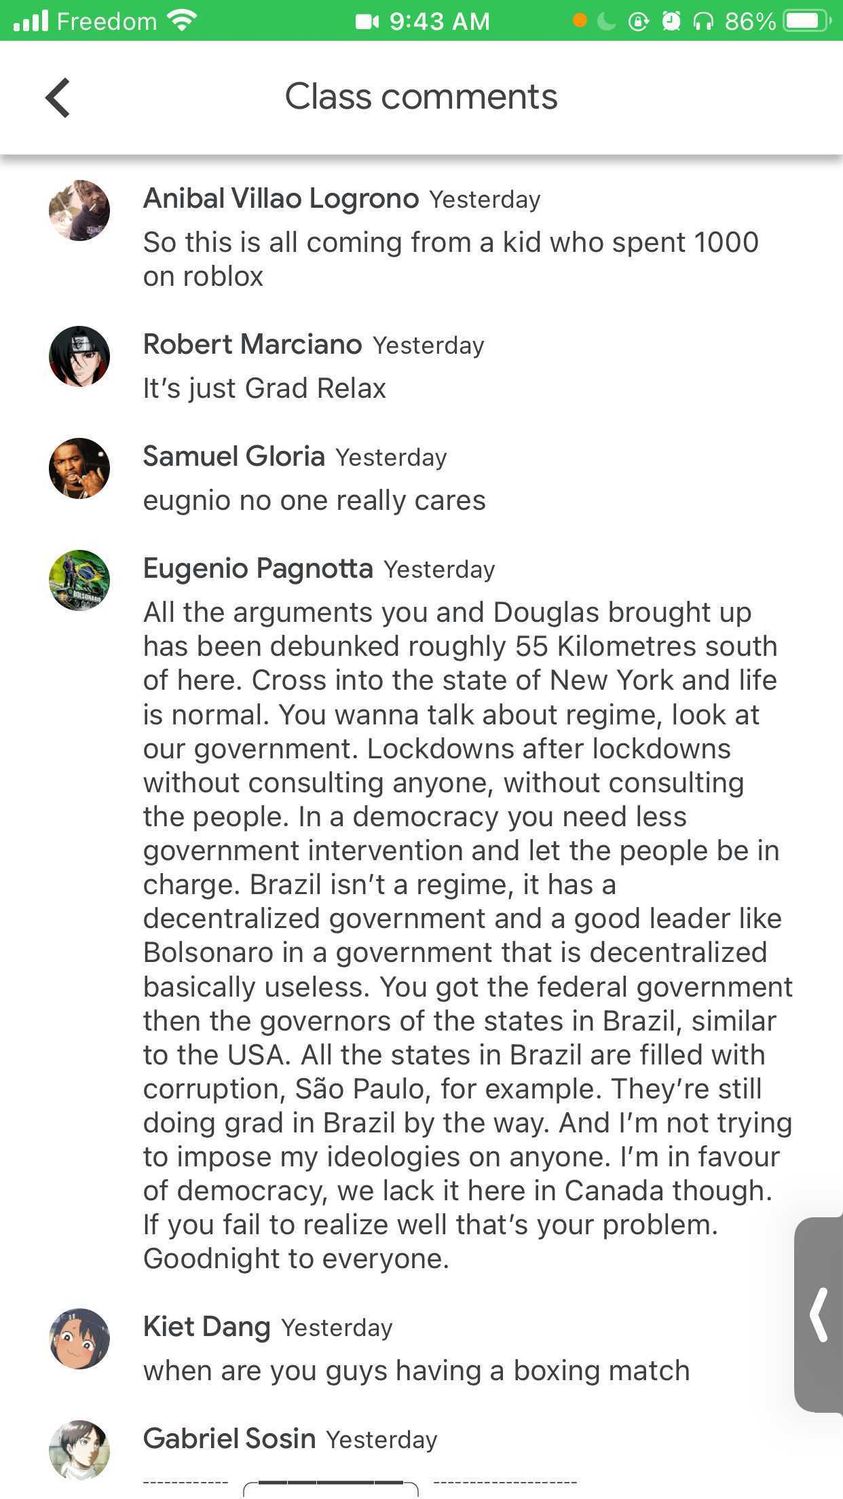 Freedom 9:43 AM 86%
Class comments
Anibal Villao Logrono Yesterday
So this is all coming from a kid who spent 1000
on roblox
Robert Marciano Yesterday
It's just Grad Relax
Samuel Gloria Yesterday
eugnio no one really cares
BOLSONARO
Eugenio Pagnotta Yesterday
All the arguments you and Douglas brought up
has been debunked roughly 55 Kilometres south
of here. Cross into the state of New York and life
is normal. You wanna talk about regime, look at
our government. Lockdowns after lockdowns
without consulting anyone, without consulting
the people. In a democracy you need less
government intervention and let the people be in
charge. Brazil isn't a regime, it has a
decentralized government and a good leader like
Bolsonaro in a government that is decentralized
basically useless. You got the federal government
then the governors of the states in Brazil, similar
to the USA. All the states in Brazil are filled with
corruption, São Paulo, for example. They're still
doing grad in Brazil by the way. And I'm not trying
to impose my ideologies on anyone. I'm in favour
of democracy, we lack it here in Canada though.
If you fail to realize well that's your problem.
Goodnight to everyone.
Kiet Dang Yesterday
when are you guys having a boxing match
Gabriel Sosin Yesterday